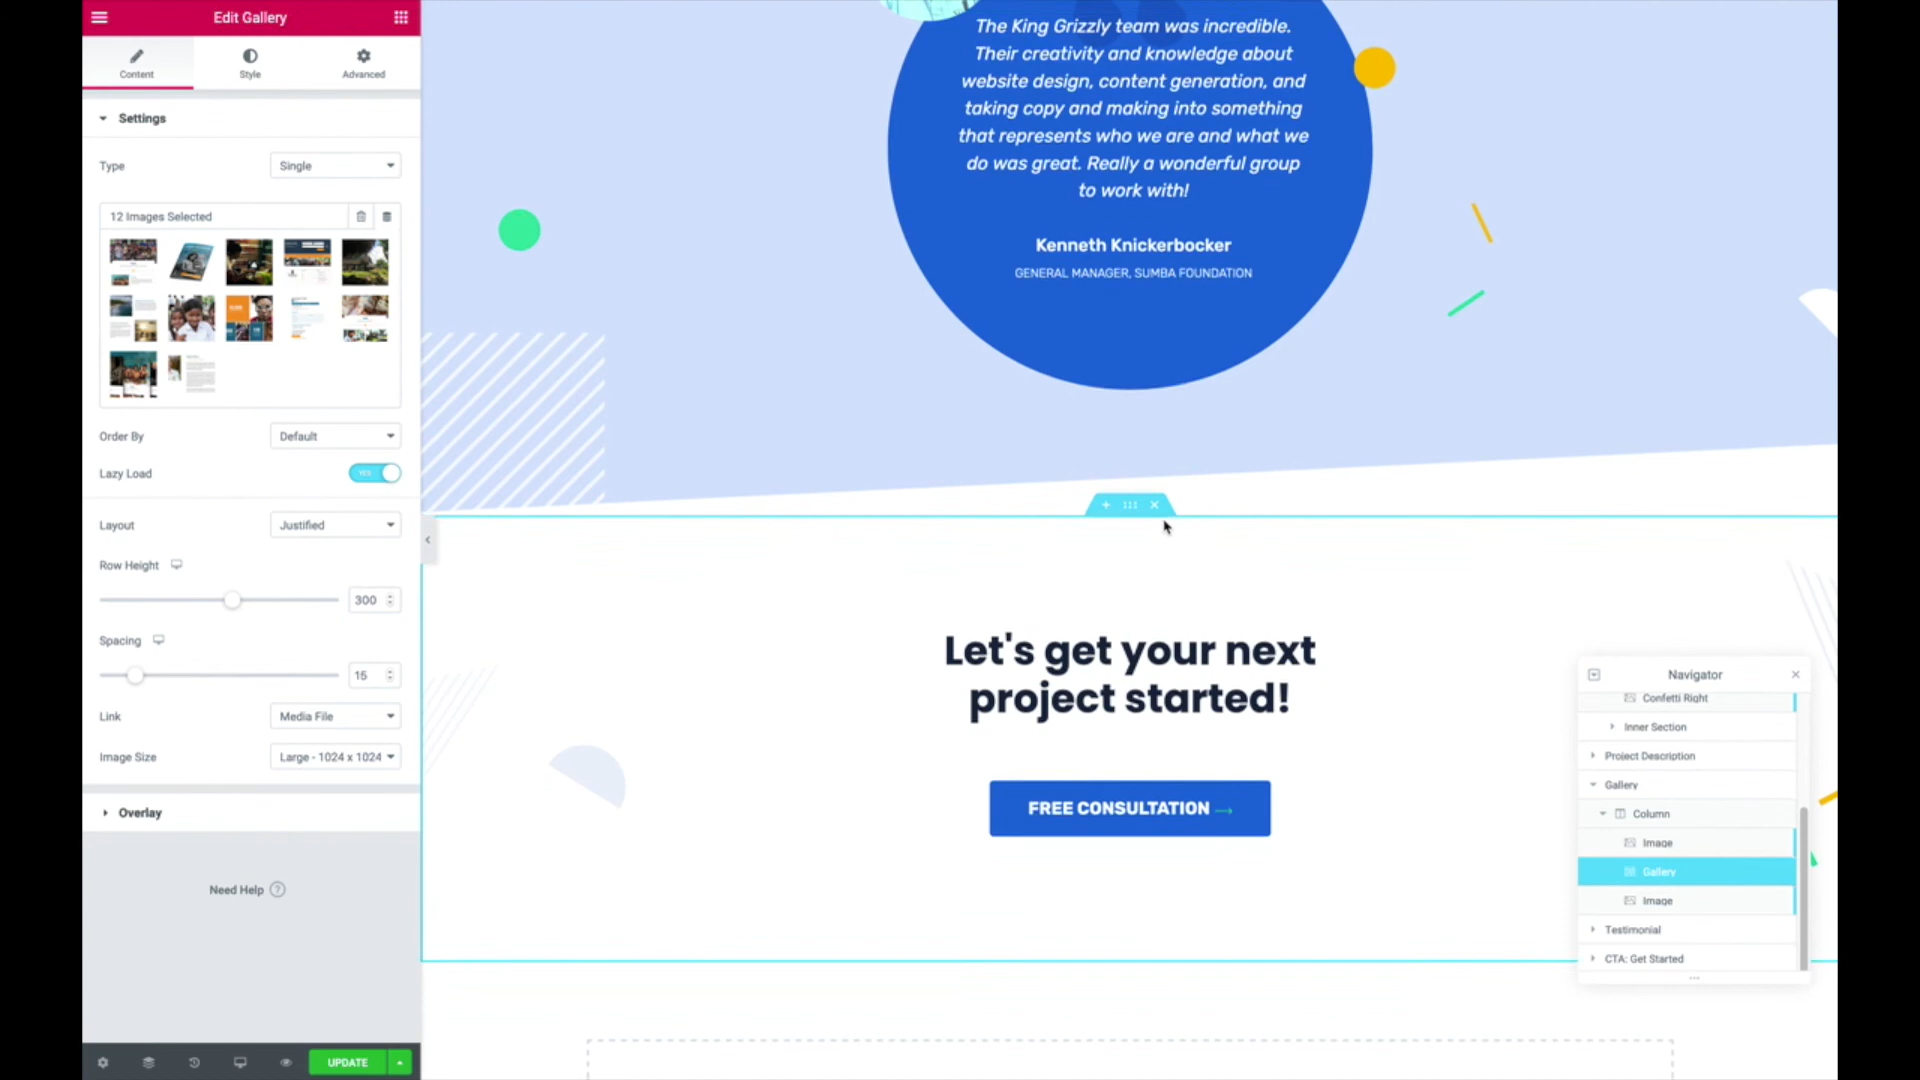 Edit Gallery
Content
Style
Advanced
Settings
Type
Single
12 Images Selected
Order By
Default
Lazy Load
YES
Layout
Justified
Row Height
300
Spacing
15
Link
Media File
Image Size
Large - 1024 x 1024
Overlay
Need Help
UPDATE
The King Grizzly team was incredible.
Their creativity and knowledge about
website design, content generation, and
taking copy and making into something
that represents who we are and what we
do was great. Really a wonderful group
to work with!
Kenneth Knickerbocker
GENERAL MANAGER, SUMBA FOUNDATION
Let's get your next
project started!
FREE CONSULTATION →
Navigator
Confetti Right
Inner Section
Project Description
Gallery
Column
Image
Gallery
Image
Testimonial
CTA: Get Started